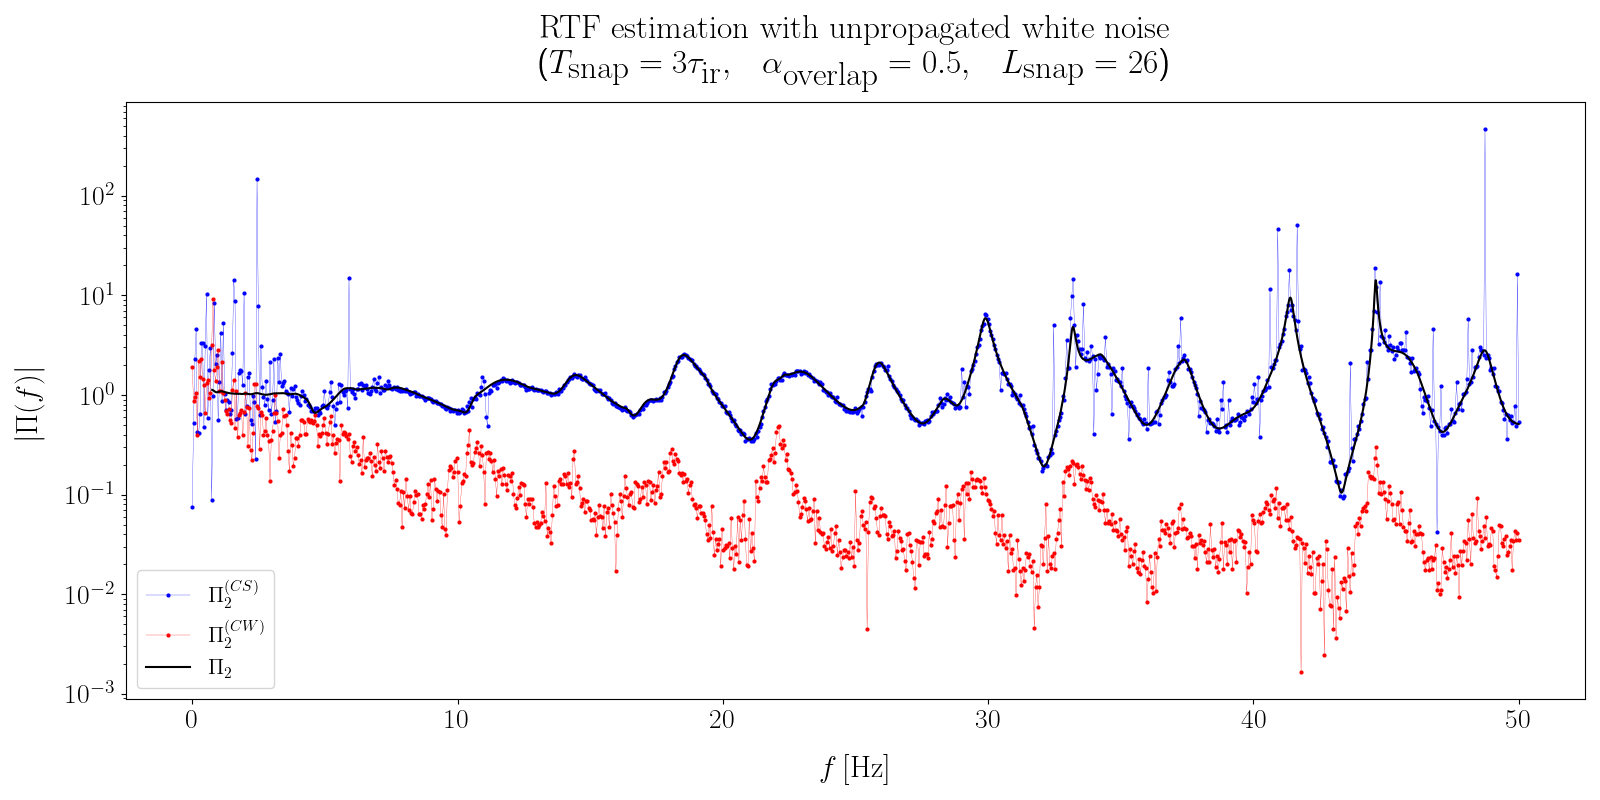 RTF estimation with unpropagated white noise
(T_snap = 3τ_ir, α_overlap = 0.5, L_snap = 26)
|Π(f)|
10^2
10^1
10^0
10^−1
10^−2
10^−3
Π_2^(CS)
Π_2^(CW)
Π_2
0 10 20 30 40 50
f [Hz]